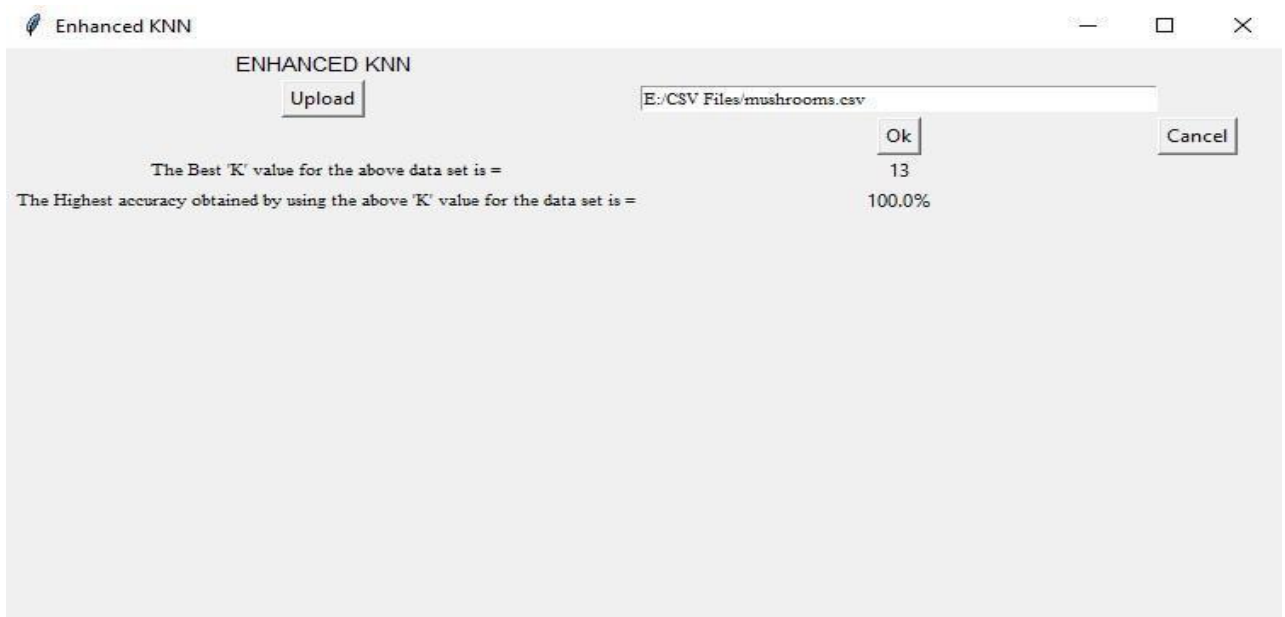 Enhanced KNN
ENHANCED KNN
Upload
E:/CSV Files/mushrooms.csv
Ok
Cancel
The Best 'K' value for the above data set is =
13
The Highest accuracy obtained by using the above 'K' value for the data set is =
100.0%